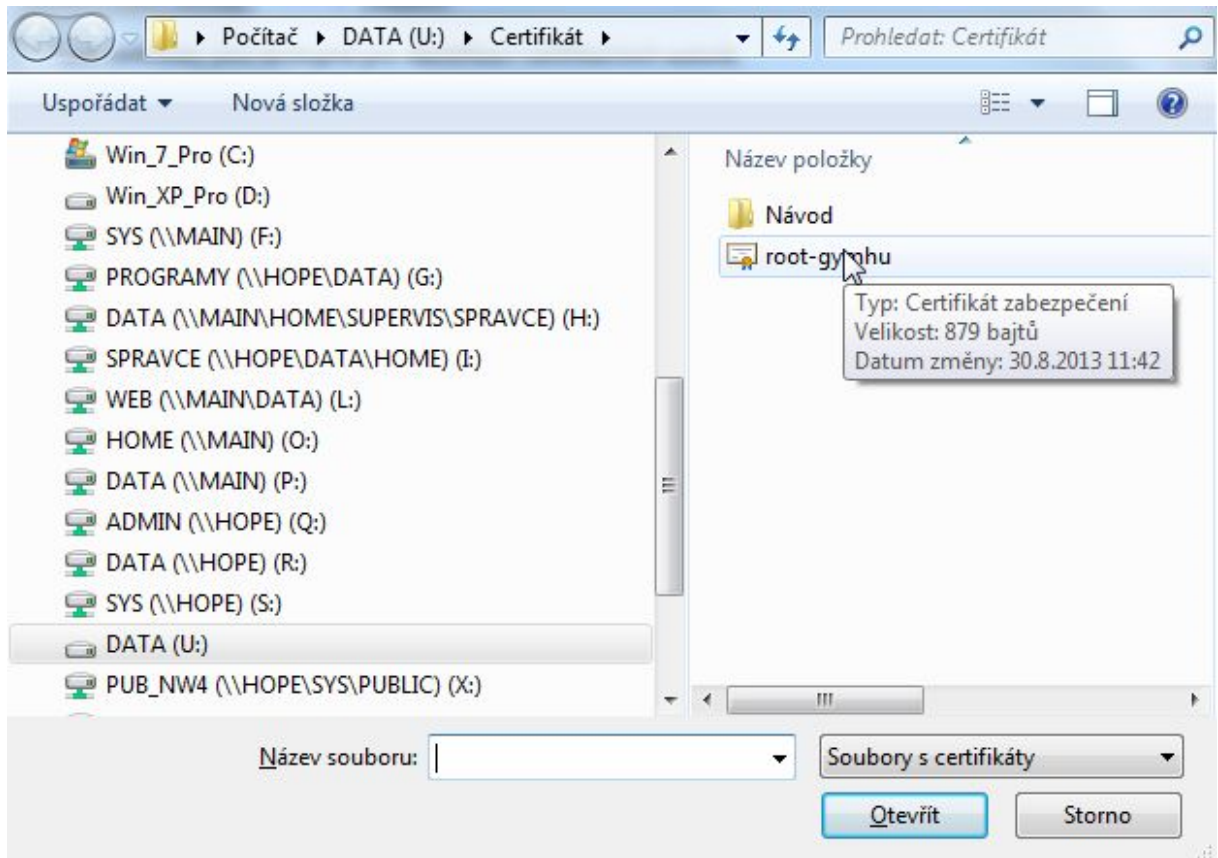 Počítač ▸ DATA (U:) ▸ Certifikát ▸
Prohledat: Certifikát
Uspořádat
Nová složka
Win_7_Pro (C:)
Win_XP_Pro (D:)
SYS (\\MAIN) (F:)
PROGRAMY (\\HOPE\DATA) (G:)
DATA (\\MAIN\HOME\SUPERVIS\SPRAVCE) (H:)
SPRAVCE (\\HOPE\DATA\HOME) (I:)
WEB (\\MAIN\DATA) (L:)
HOME (\\MAIN) (O:)
DATA (\\MAIN) (P:)
ADMIN (\\HOPE) (Q:)
DATA (\\HOPE) (R:)
SYS (\\HOPE) (S:)
DATA (U:)
PUB_NW4 (\\HOPE\SYS\PUBLIC) (X:)
Název položky
Návod
root-gymhu
Typ: Certifikát zabezpečení
Velikost: 879 bajtů
Datum změny: 30.8.2013 11:42
Název souboru:
Soubory s certifikáty
Otevřít
Storno